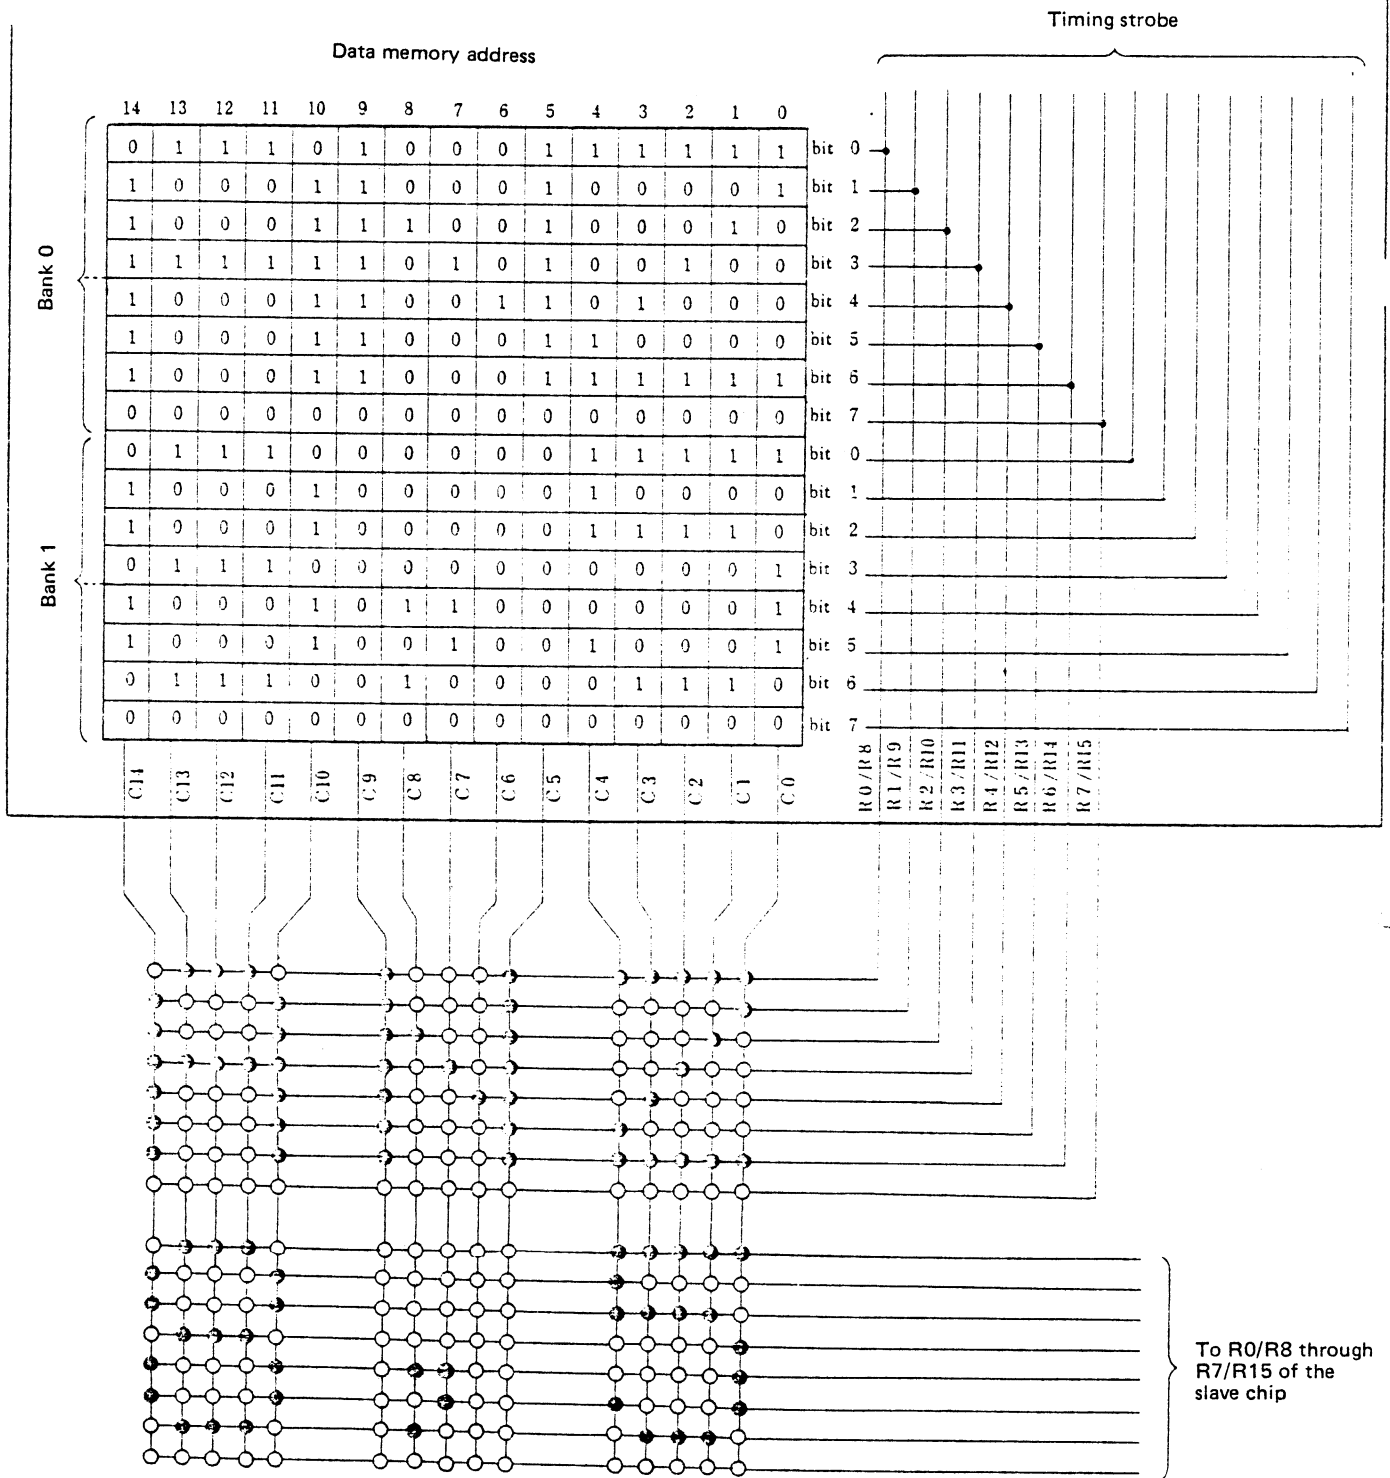 Timing strobe
Data memory address
14 13 12 11 10 9 8 7 6 5 4 3 2 1 0
0 1 1 1 0 1 0 0 0 1 1 1 1 1 1 bit 0
1 0 0 0 1 1 0 0 0 1 0 0 0 0 1 bit 1
1 0 0 0 1 1 1 0 0 1 0 0 0 1 0 bit 2
1 1 1 1 1 1 0 1 0 1 0 0 1 0 0 bit 3
1 0 0 0 1 1 0 0 1 1 0 1 0 0 0 bit 4
1 0 0 0 1 1 0 0 0 1 1 0 0 0 0 bit 5
1 0 0 0 1 1 0 0 0 1 1 1 1 1 1 bit 6
0 0 0 0 0 0 0 0 0 0 0 0 0 0 0 bit 7
0 1 1 1 0 0 0 0 0 0 1 1 1 1 1 bit 0
1 0 0 0 1 0 0 0 0 0 1 0 0 0 0 bit 1
1 0 0 0 1 0 0 0 0 0 1 1 1 1 0 bit 2
0 1 1 1 0 0 0 0 0 0 0 0 0 0 1 bit 3
1 0 0 0 1 0 1 1 0 0 0 0 0 0 1 bit 4
1 0 0 0 1 0 0 1 0 0 1 0 0 0 1 bit 5
0 1 1 1 0 0 1 0 0 0 0 1 1 1 0 bit 6
0 0 0 0 0 0 0 0 0 0 0 0 0 0 0 bit 7
Bank 0
Bank 1
C14 C13 C12 C11 C10 C9 C8 C7 C6 C5 C4 C3 C2 C1 C0
R0/R8 R1/R9 R2/R10 R3/R11 R4/R12 R5/R13 R6/R14 R7/R15
To R0/R8 through
R7/R15 of the
slave chip